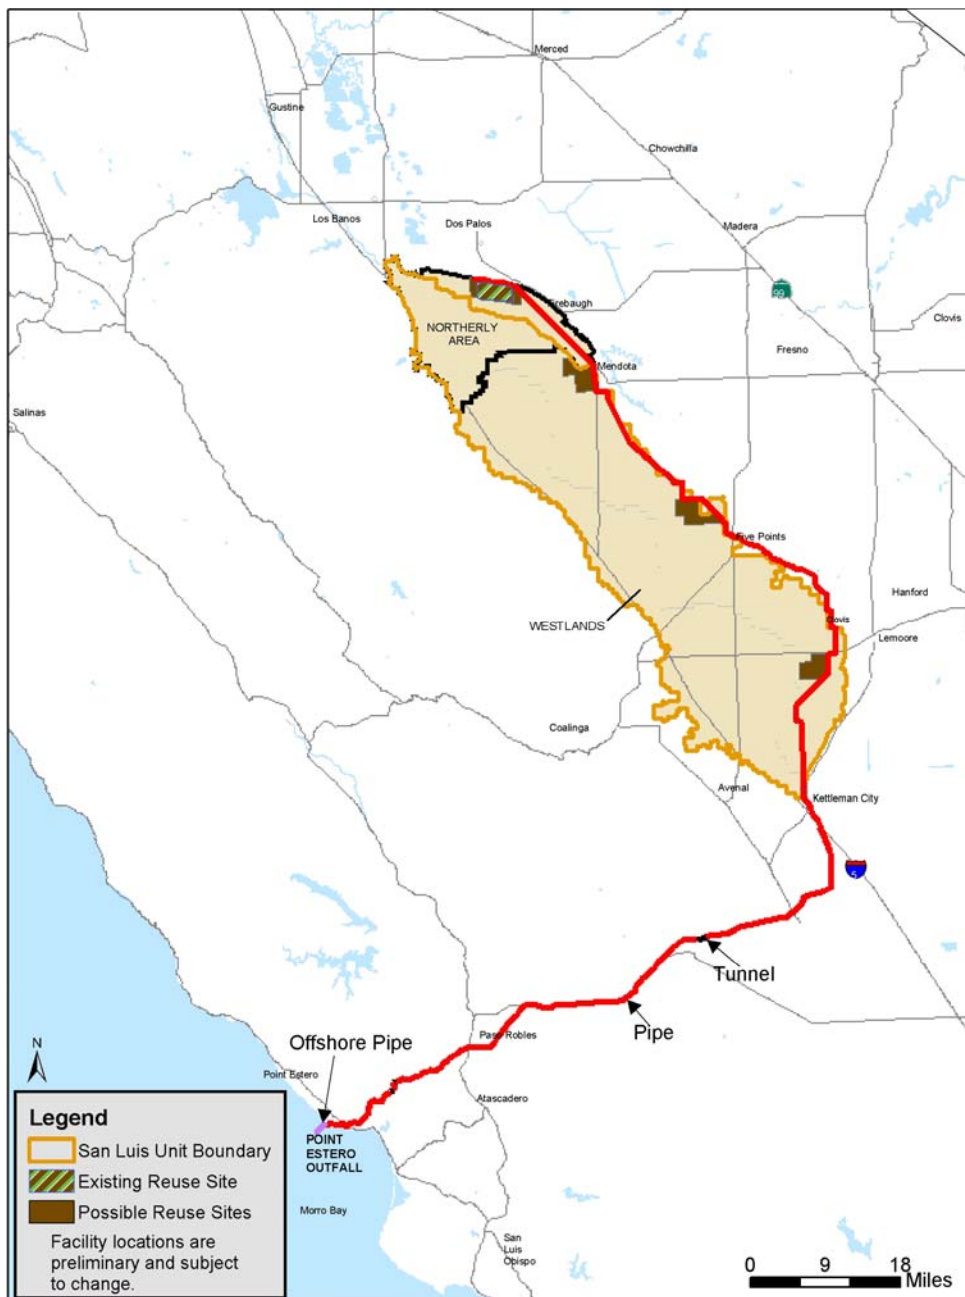 Merced
Gustine
Chowchilla
Los Banos
Dos Palos
Madera
99
Clovis
Firebaugh
NORTHERLY
AREA
Fresno
Mendota
Salinas
Five Points
Hanford
WESTLANDS
Clovis
Lemoore
Coalinga
Avenal
Kettleman City
5
Tunnel
Pipe
Paso Robles
Offshore Pipe
N
Point Estero
Atascadero
POINT
ESTERO
OUTFALL
Morro Bay
San
Luis
Obispo
Legend
San Luis Unit Boundary
Existing Reuse Site
Possible Reuse Sites
Facility locations are
preliminary and subject
to change.
0 9 18
Miles